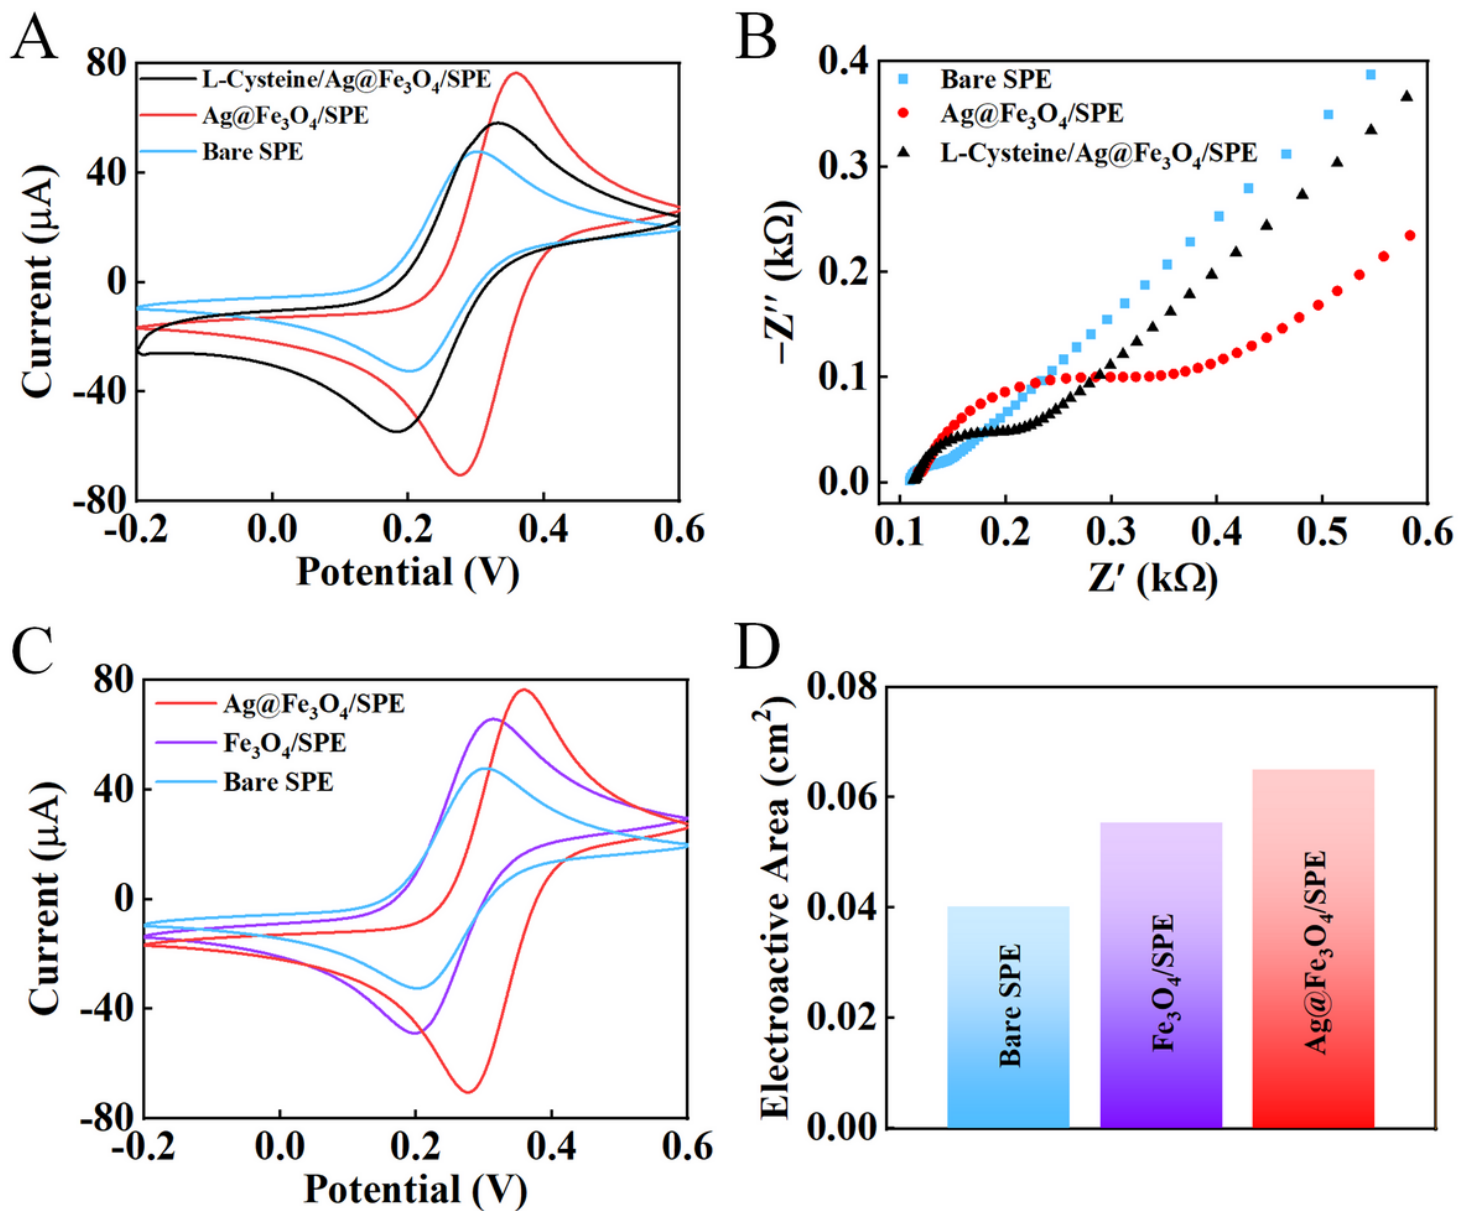 A
80
40
0
-40
-80
Current (μA)
L-Cysteine/Ag@Fe₃O₄/SPE
Ag@Fe₃O₄/SPE
Bare SPE
-0.2 0.0 0.2 0.4 0.6
Potential (V)
B
0.4
0.3
0.2
0.1
0.0
−Z″ (kΩ)
Bare SPE
Ag@Fe₃O₄/SPE
L-Cysteine/Ag@Fe₃O₄/SPE
0.1 0.2 0.3 0.4 0.5 0.6
Z′ (kΩ)
C
80
40
0
-40
-80
Current (μA)
Ag@Fe₃O₄/SPE
Fe₃O₄/SPE
Bare SPE
-0.2 0.0 0.2 0.4 0.6
Potential (V)
D
0.08
0.06
0.04
0.02
0.00
Electroactive Area (cm²)
Bare SPE
Fe₃O₄/SPE
Ag@Fe₃O₄/SPE